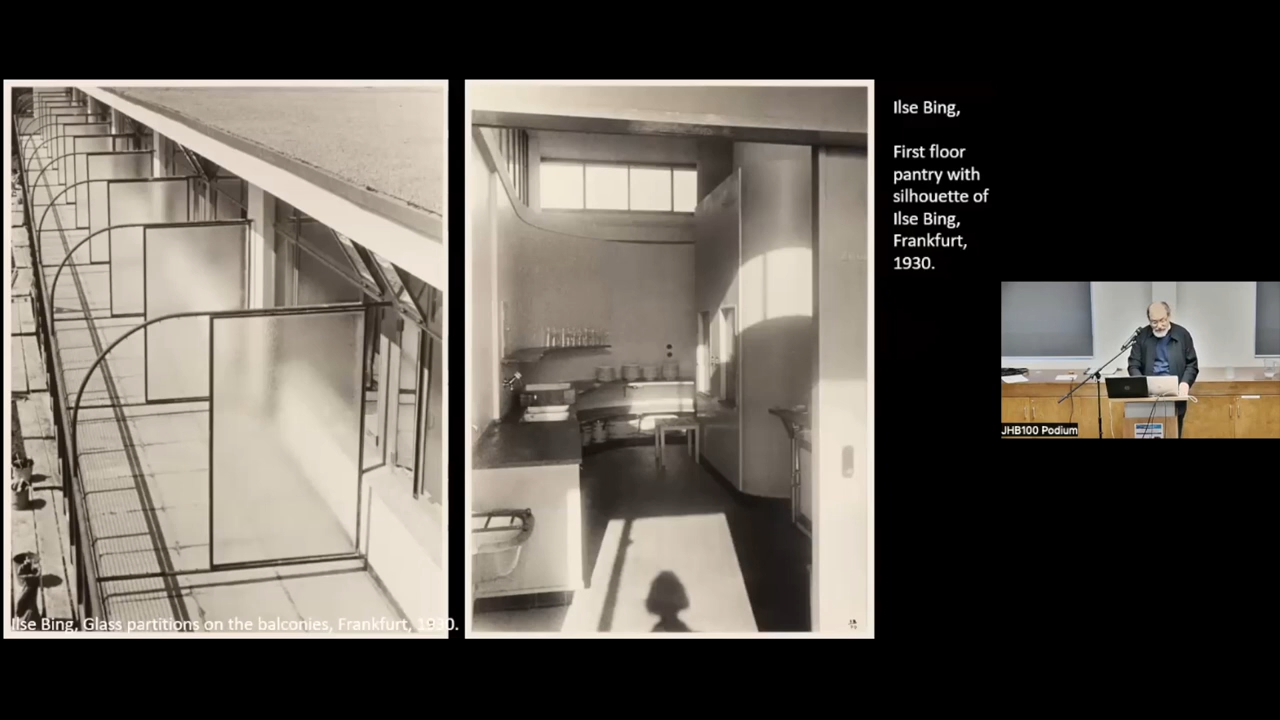 Ilse Bing,
First floor
pantry with
silhouette of
Ilse Bing,
Frankfurt,
1930.
Ilse Bing, Glass partitions on the balconies, Frankfurt, 1930.
JHB100 Podium